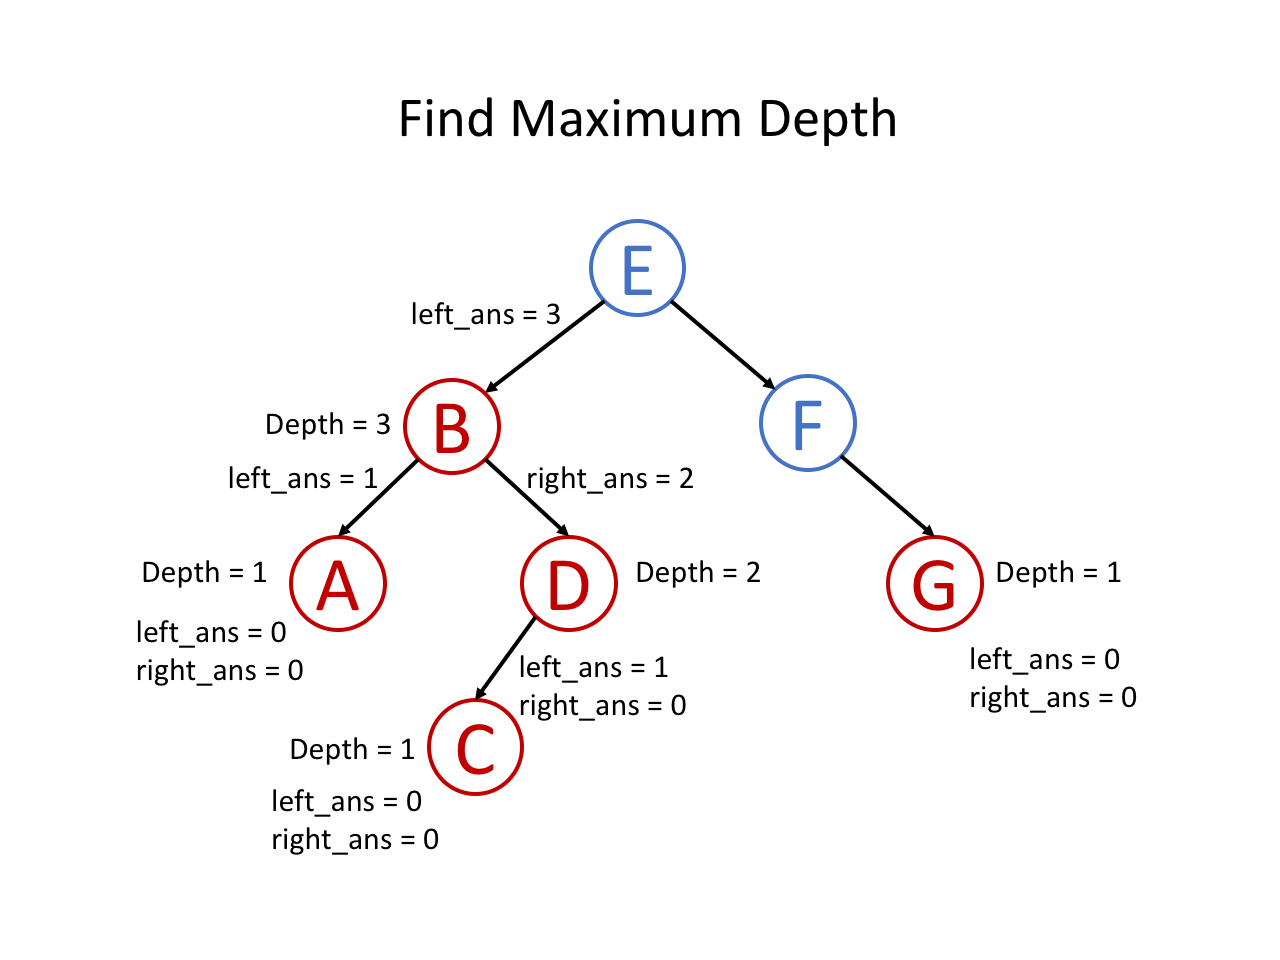 Find Maximum Depth
E
left_ans = 3
Depth = 3
B
F
left_ans = 1
right_ans = 2
Depth = 1
A
D
Depth = 2
G
Depth = 1
left_ans = 0
right_ans = 0
left_ans = 1
right_ans = 0
left_ans = 0
right_ans = 0
Depth = 1
C
left_ans = 0
right_ans = 0